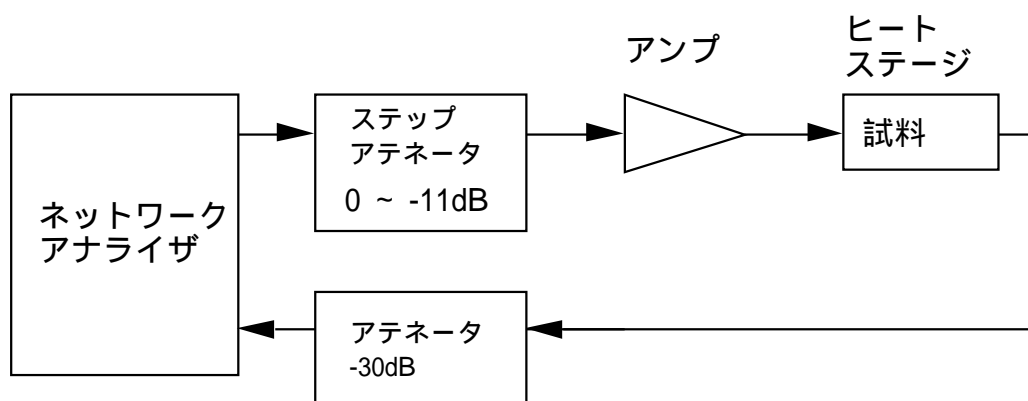 アンプ
ヒート
ステージ
ステップ
アテネータ
0 ~ -11dB
試料
ネットワーク
アナライザ
アテネータ
-30dB